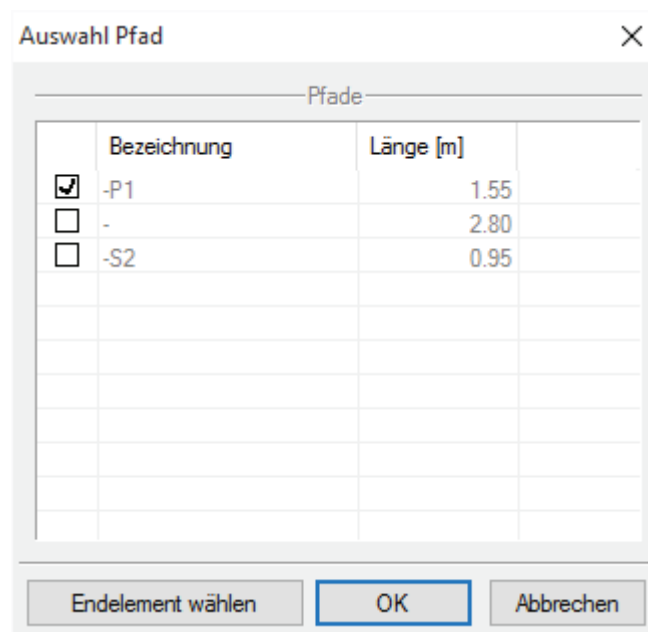 Auswahl Pfad
Pfade
Bezeichnung Länge [m]
-P1 1.55
- 2.80
-S2 0.95
Endelement wählen OK Abbrechen